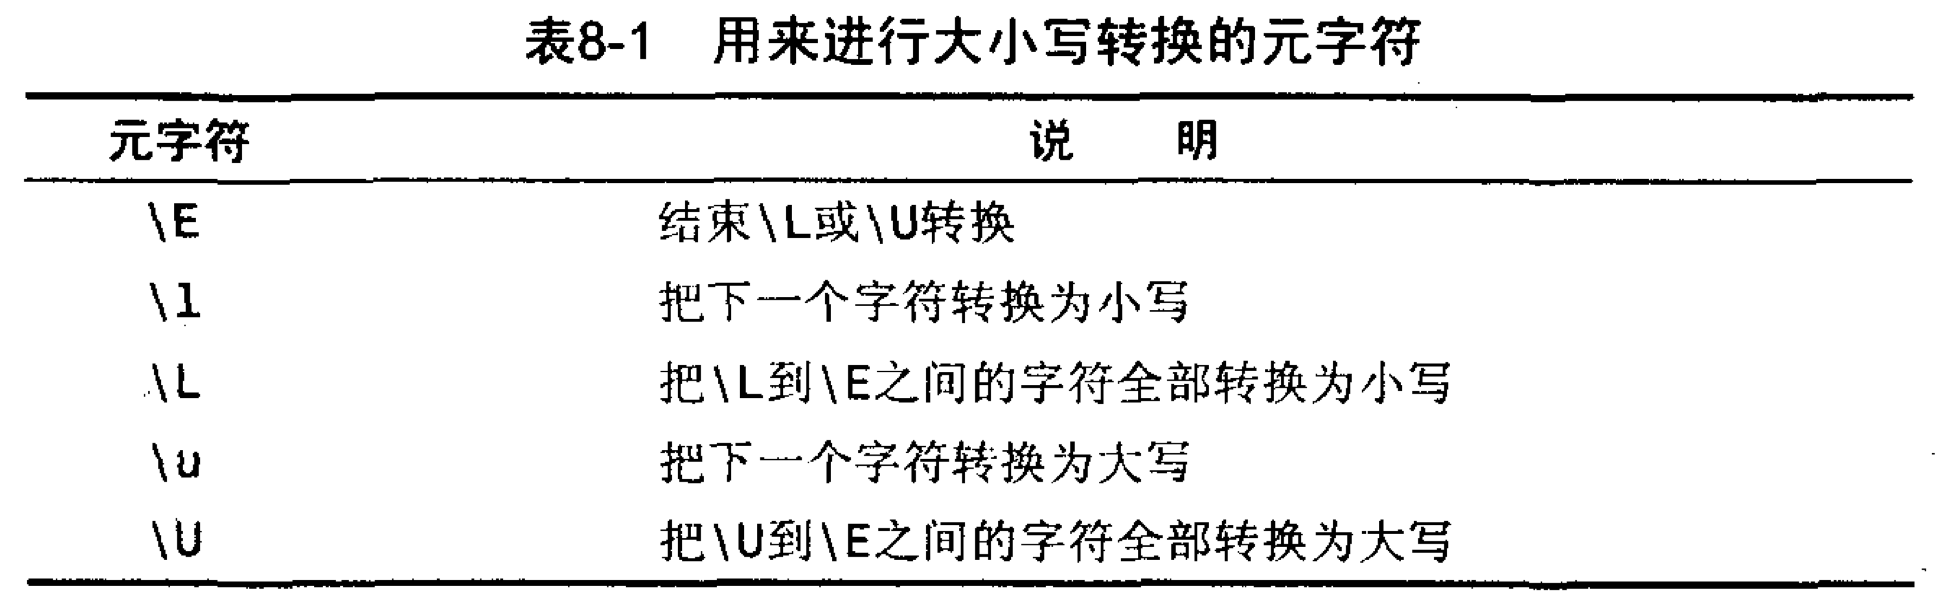 表8-1 用来进行大小写转换的元字符
元字符 说 明
\E 结束\L或\U转换
\l 把下一个字符转换为小写
\L 把\L到\E之间的字符全部转换为小写
\u 把下一个字符转换为大写
\U 把\U到\E之间的字符全部转换为大写